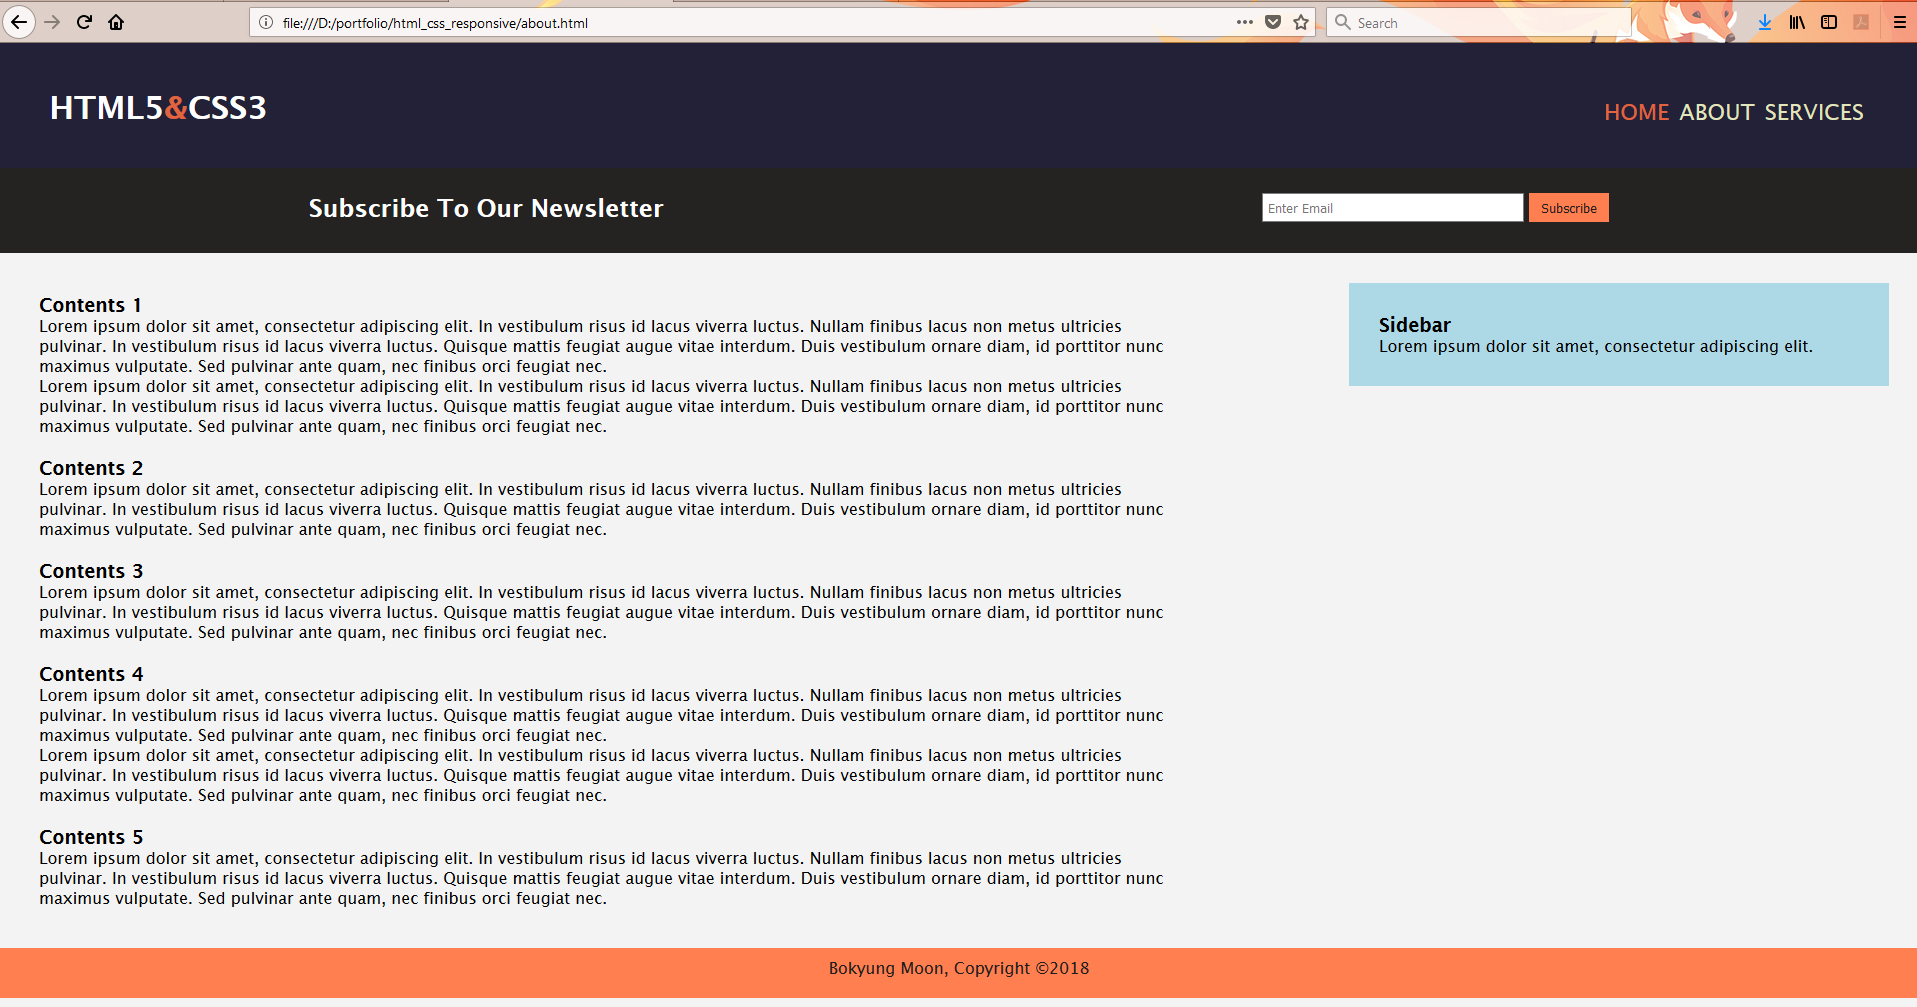 file:///D:/portfolio/html_css_responsive/about.html
Search
HTML5&CSS3
HOME ABOUT SERVICES
Subscribe To Our Newsletter
Enter Email
Subscribe
Contents 1
Lorem ipsum dolor sit amet, consectetur adipiscing elit. In vestibulum risus id lacus viverra luctus. Nullam finibus lacus non metus ultricies
pulvinar. In vestibulum risus id lacus viverra luctus. Quisque mattis feugiat augue vitae interdum. Duis vestibulum ornare diam, id porttitor nunc
maximus vulputate. Sed pulvinar ante quam, nec finibus orci feugiat nec.
Lorem ipsum dolor sit amet, consectetur adipiscing elit. In vestibulum risus id lacus viverra luctus. Nullam finibus lacus non metus ultricies
pulvinar. In vestibulum risus id lacus viverra luctus. Quisque mattis feugiat augue vitae interdum. Duis vestibulum ornare diam, id porttitor nunc
maximus vulputate. Sed pulvinar ante quam, nec finibus orci feugiat nec.
Contents 2
Lorem ipsum dolor sit amet, consectetur adipiscing elit. In vestibulum risus id lacus viverra luctus. Nullam finibus lacus non metus ultricies
pulvinar. In vestibulum risus id lacus viverra luctus. Quisque mattis feugiat augue vitae interdum. Duis vestibulum ornare diam, id porttitor nunc
maximus vulputate. Sed pulvinar ante quam, nec finibus orci feugiat nec.
Contents 3
Lorem ipsum dolor sit amet, consectetur adipiscing elit. In vestibulum risus id lacus viverra luctus. Nullam finibus lacus non metus ultricies
pulvinar. In vestibulum risus id lacus viverra luctus. Quisque mattis feugiat augue vitae interdum. Duis vestibulum ornare diam, id porttitor nunc
maximus vulputate. Sed pulvinar ante quam, nec finibus orci feugiat nec.
Contents 4
Lorem ipsum dolor sit amet, consectetur adipiscing elit. In vestibulum risus id lacus viverra luctus. Nullam finibus lacus non metus ultricies
pulvinar. In vestibulum risus id lacus viverra luctus. Quisque mattis feugiat augue vitae interdum. Duis vestibulum ornare diam, id porttitor nunc
maximus vulputate. Sed pulvinar ante quam, nec finibus orci feugiat nec.
Lorem ipsum dolor sit amet, consectetur adipiscing elit. In vestibulum risus id lacus viverra luctus. Nullam finibus lacus non metus ultricies
pulvinar. In vestibulum risus id lacus viverra luctus. Quisque mattis feugiat augue vitae interdum. Duis vestibulum ornare diam, id porttitor nunc
maximus vulputate. Sed pulvinar ante quam, nec finibus orci feugiat nec.
Contents 5
Lorem ipsum dolor sit amet, consectetur adipiscing elit. In vestibulum risus id lacus viverra luctus. Nullam finibus lacus non metus ultricies
pulvinar. In vestibulum risus id lacus viverra luctus. Quisque mattis feugiat augue vitae interdum. Duis vestibulum ornare diam, id porttitor nunc
maximus vulputate. Sed pulvinar ante quam, nec finibus orci feugiat nec.
Sidebar
Lorem ipsum dolor sit amet, consectetur adipiscing elit.
Bokyung Moon, Copyright ©2018